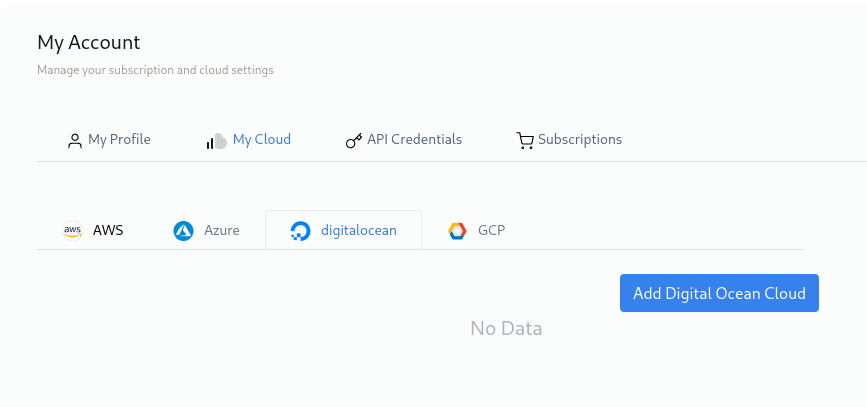 My Account
Manage your subscription and cloud settings
My Profile My Cloud API Credentials Subscriptions
aws AWS Azure digitalocean GCP
Add Digital Ocean Cloud
No Data